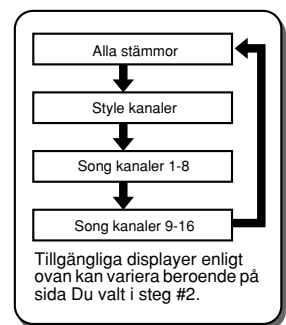 Alla stämmor
Style kanaler
Song kanaler 1-8
Song kanaler 9-16
Tillgängliga displayer enligt
ovan kan variera beroende på
sida Du valt i steg #2.